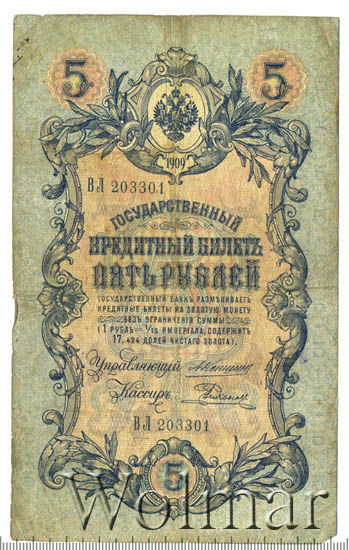 5 5
1909
ВЛ 203301
ГОСУДАРСТВЕННЫЙ
КРЕДИТНЫЙ БИЛЕТЪ
ПЯТЬ РУБЛЕЙ
ГОСУДАРСТВЕННЫЙ БАНКЪ РАЗМѢНИВАЕТЪ
КРЕДИТНЫЕ БИЛЕТЫ НА ЗОЛОТУЮ МОНЕТУ
БЕЗЪ ОГРАНИЧЕНІЯ СУММЫ
(1 РУБЛЬ = 1/15 ИМПЕРІАЛА, СОДЕРЖИТЪ
17,424 ДОЛЕЙ ЧИСТАГО ЗОЛОТА).
Управляющій
Кассиръ
ВЛ 203301
5
Wolmar